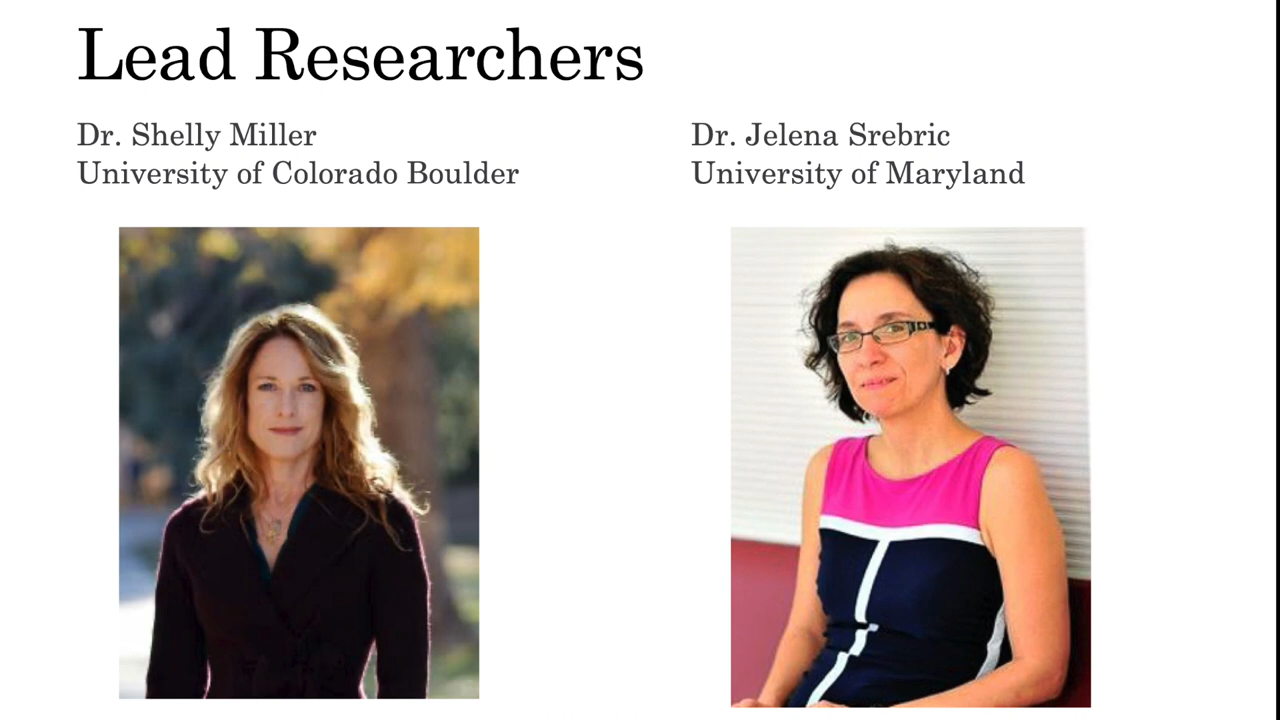 Lead Researchers
Dr. Shelly Miller
University of Colorado Boulder
Dr. Jelena Srebric
University of Maryland